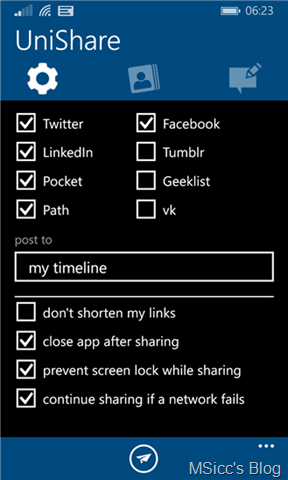 06:23
UniShare
Twitter Facebook
LinkedIn Tumblr
Pocket Geeklist
Path vk
post to
my timeline
don't shorten my links
close app after sharing
prevent screen lock while sharing
continue sharing if a network fails
MSicc's Blog